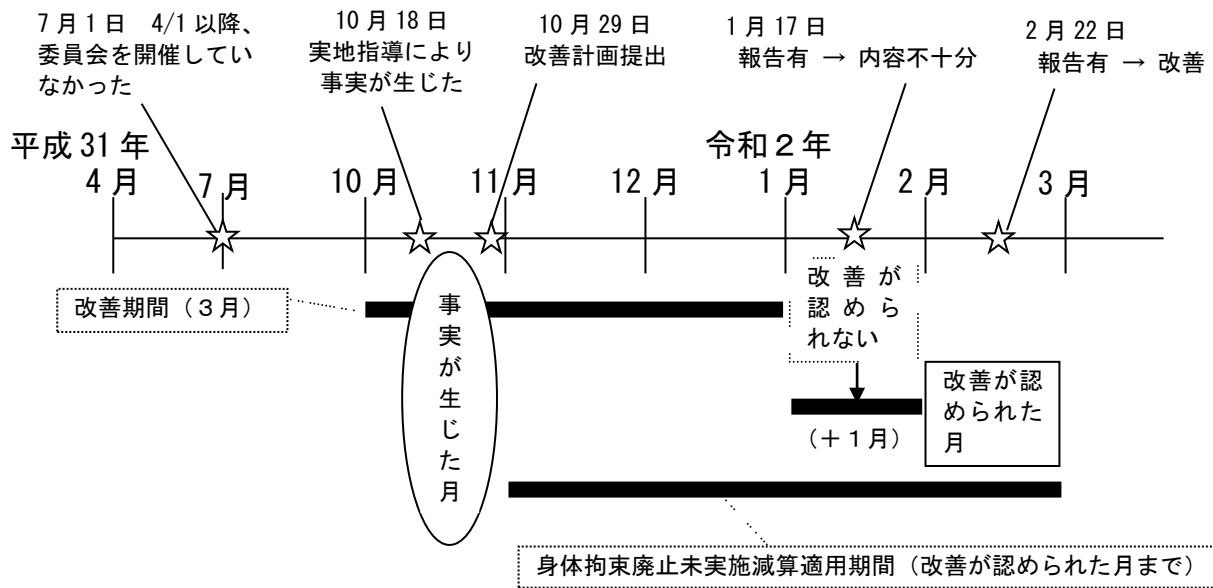 7月1日　4/1以降、
委員会を開催してい
なかった
10月18日
実地指導により
事実が生じた
10月29日
改善計画提出
1月17日
報告有 → 内容不十分
2月22日
報告有 → 改善
平成31年
令和２年
4月
7月
10月
11月
12月
1月
2月
3月
改善期間（３月）
事実が生じた月
改善が
認めら
れない
（＋１月）
改善が認
められた
月
身体拘束廃止未実施減算適用期間（改善が認められた月まで）